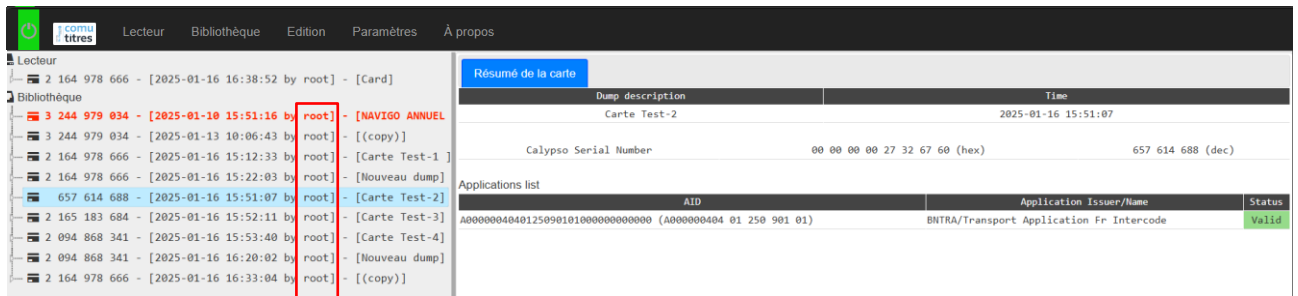 comu titres Lecteur Bibliothèque Edition Paramètres À propos
Lecteur
2 164 978 666 - [2025-01-16 16:38:52 by root] - [Card]
Bibliothèque
3 244 979 034 - [2025-01-10 15:51:16 by root] - [NAVIGO ANNUEL
3 244 979 034 - [2025-01-13 10:06:43 by root] - [(copy)]
2 164 978 666 - [2025-01-16 15:12:33 by root] - [Carte Test-1 ]
2 164 978 666 - [2025-01-16 15:22:03 by root] - [Nouveau dump]
657 614 688 - [2025-01-16 15:51:07 by root] - [Carte Test-2]
2 165 183 684 - [2025-01-16 15:52:11 by root] - [Carte Test-3]
2 094 868 341 - [2025-01-16 15:53:40 by root] - [Carte Test-4]
2 094 868 341 - [2025-01-16 16:20:02 by root] - [Nouveau dump]
2 164 978 666 - [2025-01-16 16:33:04 by root] - [(copy)]
Résumé de la carte
Dump description Time
Carte Test-2 2025-01-16 15:51:07
Calypso Serial Number 00 00 00 00 27 32 67 60 (hex) 657 614 688 (dec)
Applications list
AID Application Issuer/Name Status
A0000004040125090101000000000000 (A000000404 01 250 901 01) BNTRA/Transport Application Fr Intercode Valid